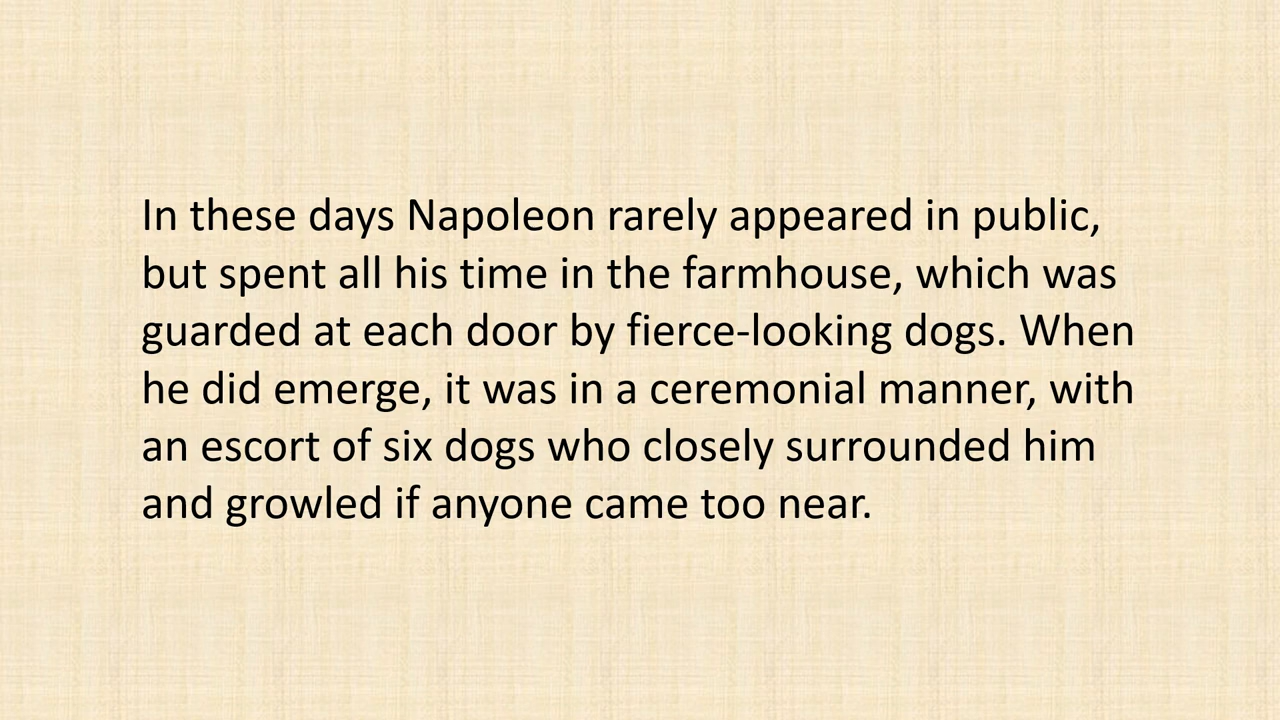 In these days Napoleon rarely appeared in public,
but spent all his time in the farmhouse, which was
guarded at each door by fierce-looking dogs. When
he did emerge, it was in a ceremonial manner, with
an escort of six dogs who closely surrounded him
and growled if anyone came too near.